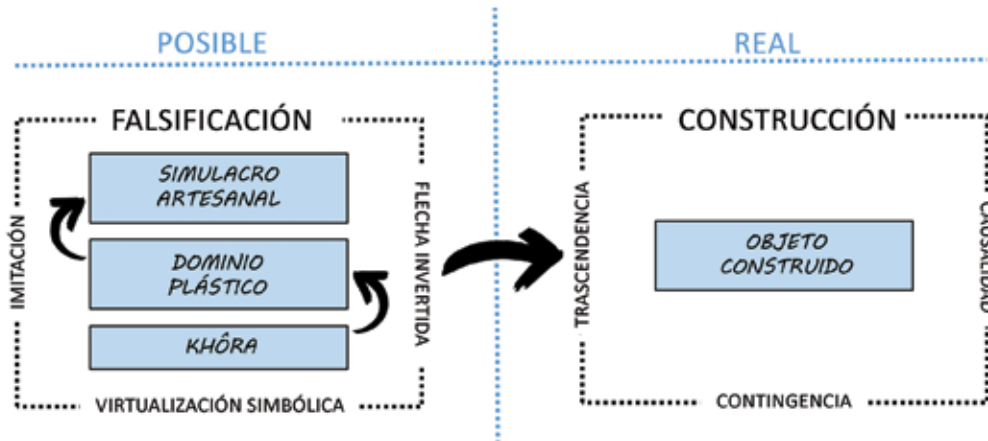 POSIBLE
REAL
FALSIFICACIÓN
SIMULACRO
ARTESANAL
DOMINIO
PLÁSTICO
KHÔRA
IMITACIÓN
FLECHA INVERTIDA
VIRTUALIZACIÓN SIMBÓLICA
CONSTRUCCIÓN
OBJETO
CONSTRUIDO
TRASCENDENCIA
CAUSALIDAD
CONTINGENCIA